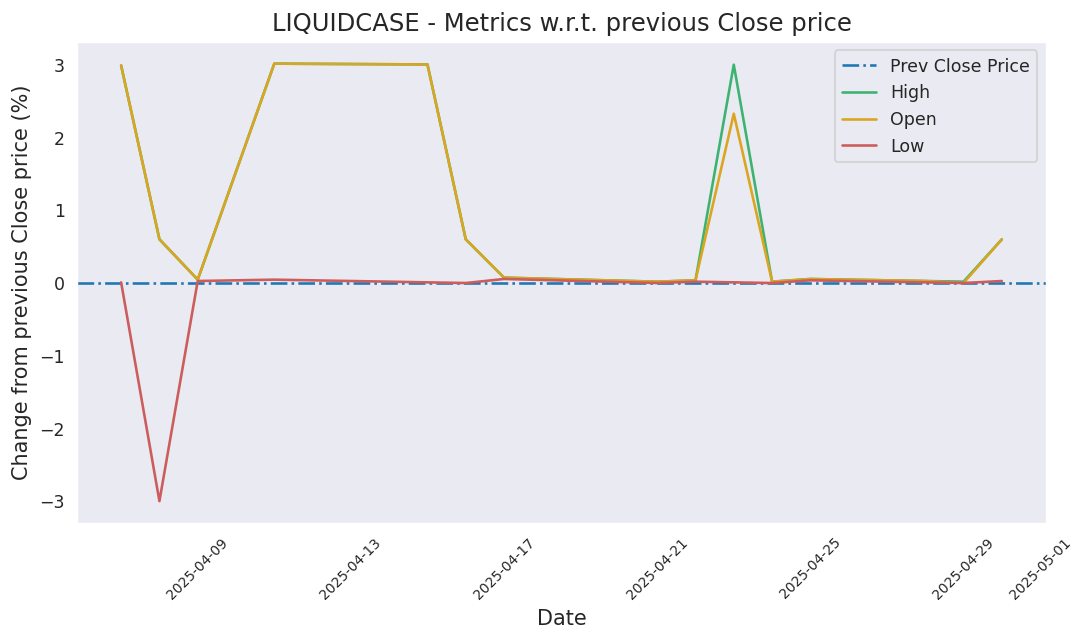 LIQUIDCASE - Metrics w.r.t. previous Close price
Prev Close Price
High
Open
Low
Change from previous Close price (%)
3
2
1
0
−1
−2
−3
2025-04-09
2025-04-13
2025-04-17
2025-04-21
2025-04-25
2025-04-29
2025-05-01
Date